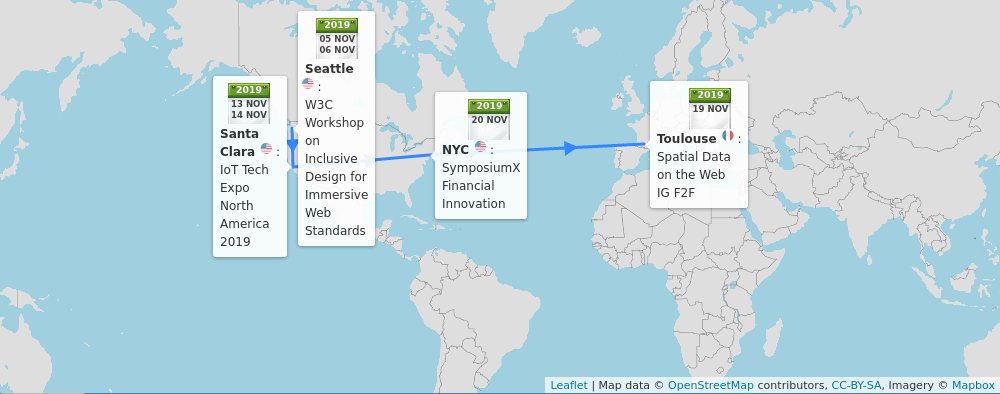 2019
05 NOV
06 NOV
Seattle
:
W3C
Workshop
on
Inclusive
Design for
Immersive
Web
Standards
2019
13 NOV
14 NOV
Santa
Clara :
IoT Tech
Expo
North
America
2019
2019
20 NOV
NYC :
SymposiumX
Financial
Innovation
2019
19 NOV
Toulouse :
Spatial Data
on the Web
IG F2F
Leaflet | Map data © OpenStreetMap contributors, CC-BY-SA, Imagery © Mapbox